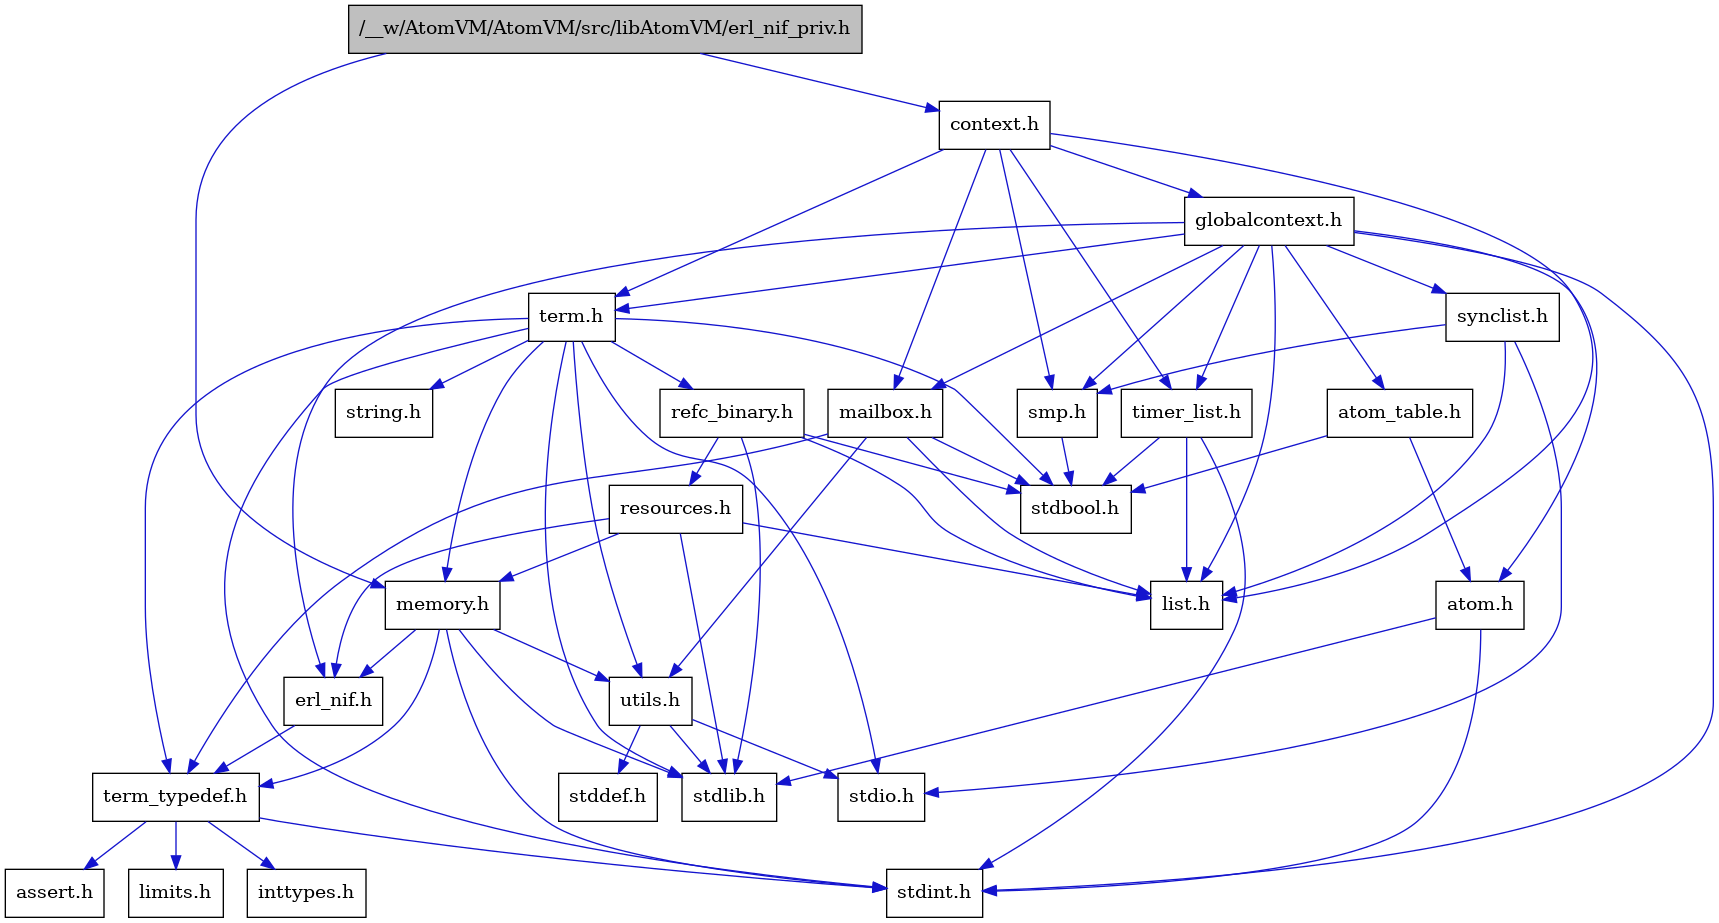 /__w/AtomVM/AtomVM/src/libAtomVM/erl_nif_priv.h
context.h
globalcontext.h
term.h
synclist.h
string.h
refc_binary.h
mailbox.h
smp.h
timer_list.h
atom_table.h
resources.h
stdbool.h
memory.h
list.h
atom.h
erl_nif.h
utils.h
term_typedef.h
stddef.h
stdlib.h
stdio.h
assert.h
limits.h
inttypes.h
stdint.h